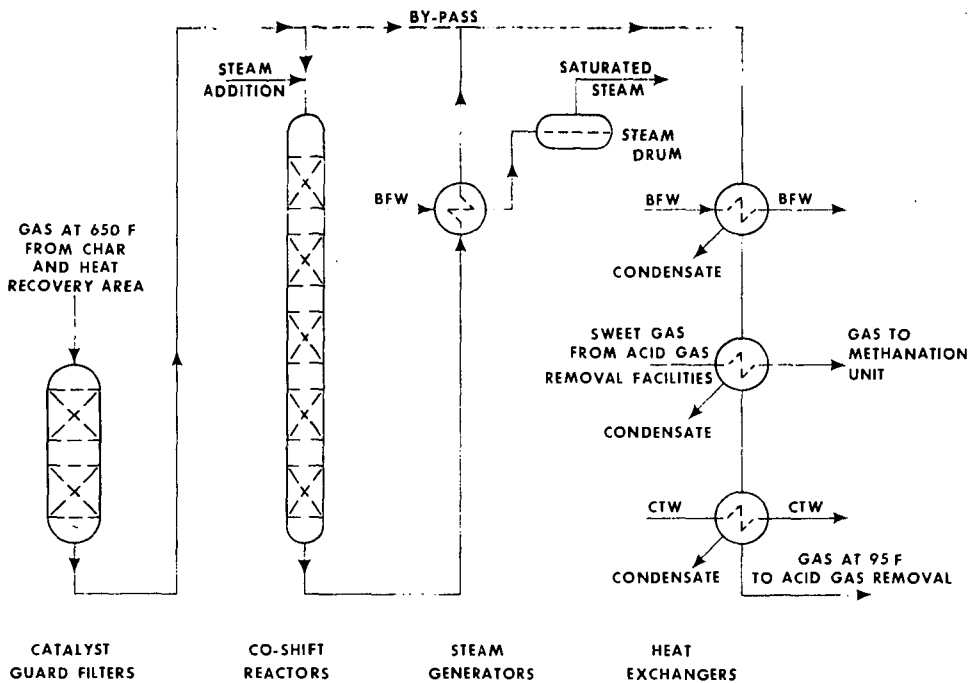 BY-PASS
STEAM
ADDITION
SATURATED
STEAM
STEAM
DRUM
BFW
BFW
BFW
GAS AT 650 F
FROM CHAR
AND HEAT
RECOVERY AREA
CONDENSATE
SWEET GAS
FROM ACID GAS
REMOVAL FACILITIES
GAS TO
METHANATION
UNIT
CONDENSATE
CTW
CTW
CONDENSATE
GAS AT 95 F
TO ACID GAS REMOVAL
CATALYST
GUARD FILTERS
CO-SHIFT
REACTORS
STEAM
GENERATORS
HEAT
EXCHANGERS